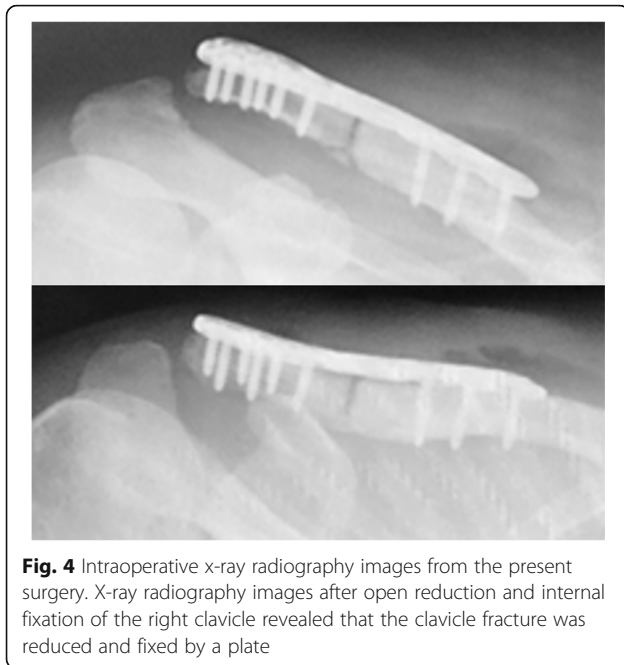 Fig. 4 Intraoperative x-ray radiography images from the present
surgery. X-ray radiography images after open reduction and internal
fixation of the right clavicle revealed that the clavicle fracture was
reduced and fixed by a plate